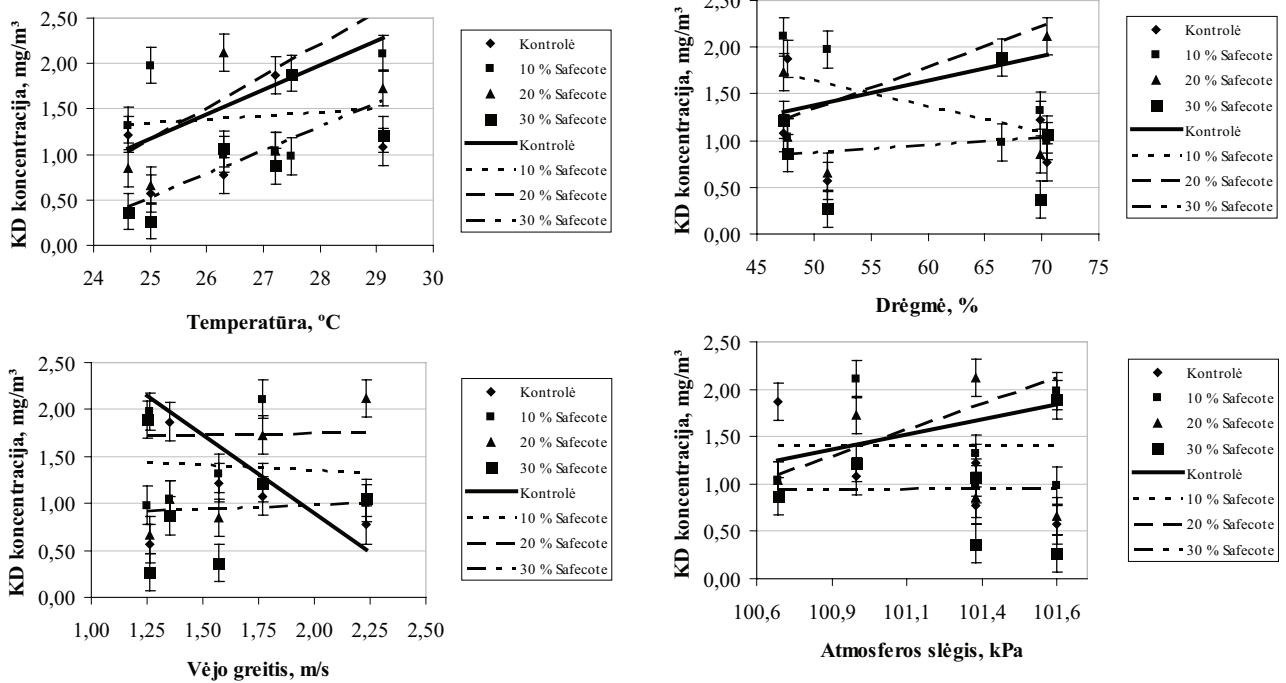 KD koncentracija, mg/m³
2,50
2,00
1,50
1,00
0,50
0,00
24 25 26 27 28 29 30
Temperatūra, ºC
Kontrolė
10 % Safecote
20 % Safecote
30 % Safecote
Kontrolė
10 % Safecote
20 % Safecote
30 % Safecote
KD koncentracija, mg/m³
2,50
2,00
1,50
1,00
0,50
0,00
45 50 55 60 65 70 75
Drėgmė, %
Kontrolė
10 % Safecote
20 % Safecote
30 % Safecote
Kontrolė
10 % Safecote
20 % Safecote
30 % Safecote
KD koncentracija, mg/m³
2,50
2,00
1,50
1,00
0,50
0,00
1,00 1,25 1,50 1,75 2,00 2,25 2,50
Vėjo greitis, m/s
Kontrolė
10 % Safecote
20 % Safecote
30 % Safecote
Kontrolė
10 % Safecote
20 % Safecote
30 % Safecote
KD koncentracija, mg/m³
2,50
2,00
1,50
1,00
0,50
0,00
100,6 100,9 101,1 101,4 101,6
Atmosferos slėgis, kPa
Kontrolė
10 % Safecote
20 % Safecote
30 % Safecote
Kontrolė
10 % Safecote
20 % Safecote
30 % Safecote